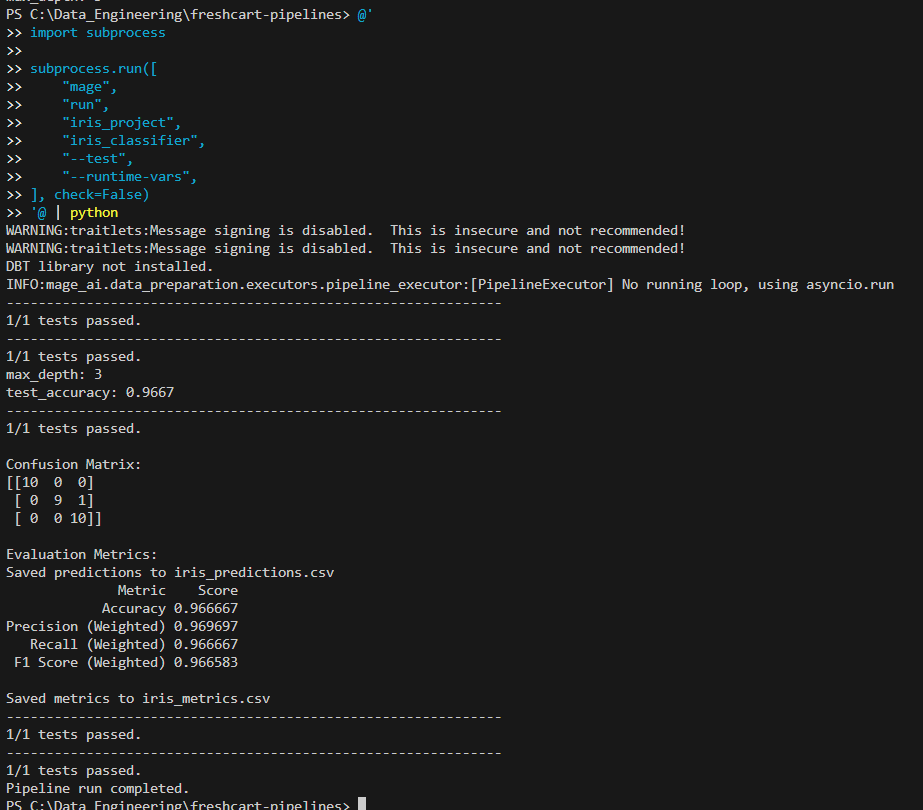 PS C:\Data_Engineering\freshcart-pipelines> @'
>> import subprocess
>>
>> subprocess.run([
>>     "mage",
>>     "run",
>>     "iris_project",
>>     "iris_classifier",
>>     "--test",
>>     "--runtime-vars",
>> ], check=False)
>> '@ | python
WARNING:traitlets:Message signing is disabled.  This is insecure and not recommended!
WARNING:traitlets:Message signing is disabled.  This is insecure and not recommended!
DBT library not installed.
INFO:mage_ai.data_preparation.executors.pipeline_executor:[PipelineExecutor] No running loop, using asyncio.run
--------------------------------------------------------------
1/1 tests passed.
--------------------------------------------------------------
1/1 tests passed.
max_depth: 3
test_accuracy: 0.9667
--------------------------------------------------------------
1/1 tests passed.

Confusion Matrix:
[[10  0  0]
 [ 0  9  1]
 [ 0  0 10]]

Evaluation Metrics:
Saved predictions to iris_predictions.csv
              Metric    Score
            Accuracy 0.966667
Precision (Weighted) 0.969697
   Recall (Weighted) 0.966667
 F1 Score (Weighted) 0.966583

Saved metrics to iris_metrics.csv
--------------------------------------------------------------
1/1 tests passed.
--------------------------------------------------------------
1/1 tests passed.
Pipeline run completed.
PS C:\Data_Engineering\freshcart-pipelines>